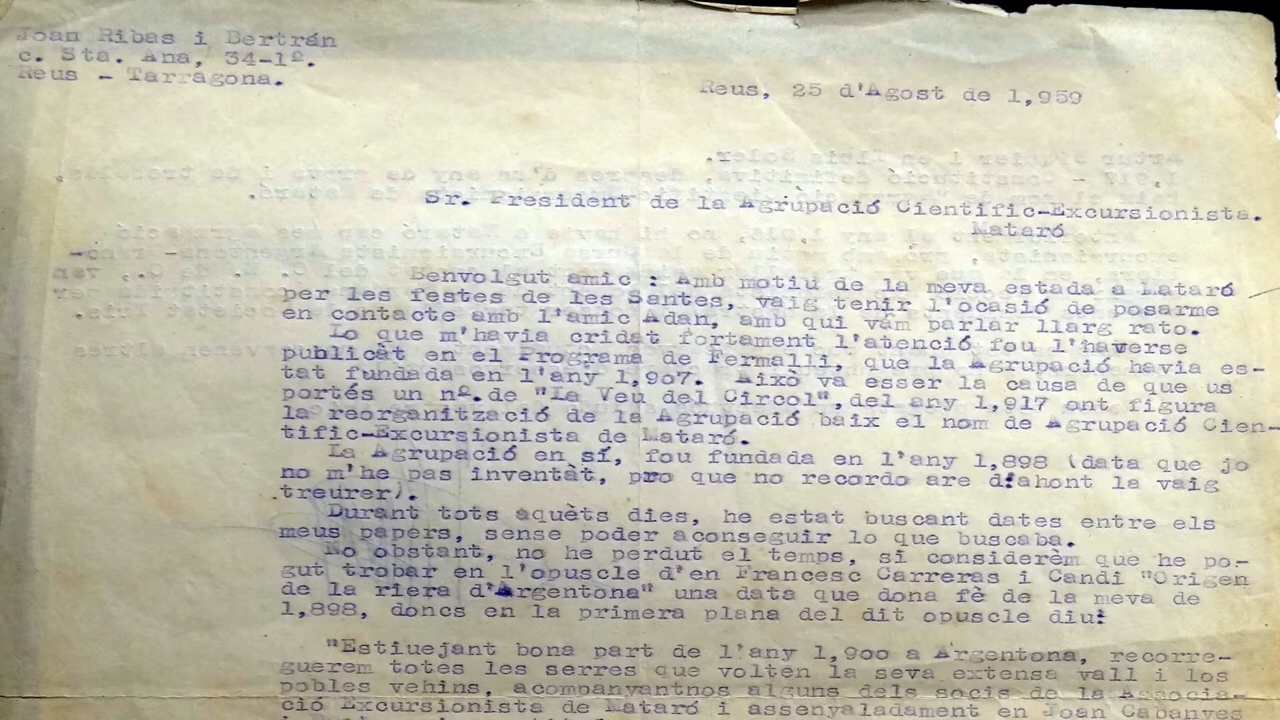 Joan Ribas i Bertrán
c. Sta. Ana, 34-1º.
Reus - Tarragona.
Reus, 25 d'Agost de 1,959
Sr. President de la Agrupació Cientific-Excursionista.
Mataró
Benvolgut amic : Amb motiu de la meva estada a Mataró
per les festes de les Santes, vaig tenir l'ocasió de posarme
en contacte amb l'amic Adan, amb qui vàm parlar llarg rato.
Lo que m'havia cridat fortament l'atenció fou l'haverse
publicàt en el Programa de Fermalli, que la Agrupació havia es-
tat fundada en l'any 1,907. Això va esser la causa de que us
portés un nº. de "La Veu del Circol", del any 1,917 ont figura
la reorganització de la Agrupació baix el nom de Agrupació Cien-
tific-Excursionista de Mataró.
La Agrupació en sí, fou fundada en l'any 1,898 (data que jo
no m'he pas inventàt, pro que no recordo are d'ahont la vaig
treurer).
Durant tots aquèts dies, he estat buscant dates entre els
meus papers, sense poder aconseguir lo que buscaba.
No obstant, no he perdut el temps, si considerèm que he po-
gut trobar en l'opuscle d'en Francesc Carreras i Candi "Origen
de la riera d'Argentona" una data que dona fè de la meva de
1,898, doncs en la primera plana del dit opuscle diu:
"Estiuejant bona part de l'any 1,900 a Argentona, recorre-
guerem totes les serres que volten la seva extensa vall i los
pobles vehins, acompanyantnos alguns dels socis de la Associa-
ció Excursionista de Mataró i assenyaladament en Joan Cabanyes